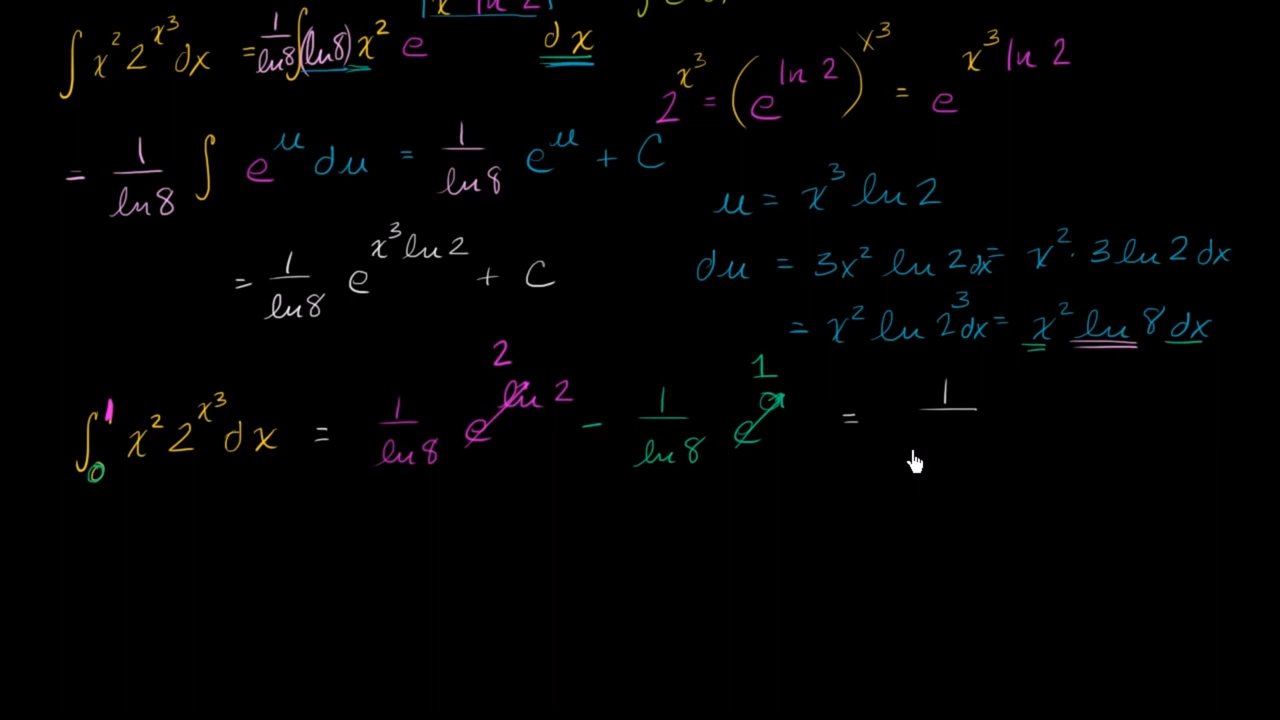 ∫ x² 2^(x³) dx = 1/ln8 ∫ (ln8) x² e dx
2^(x³) = (e^(ln 2))^(x³) = e^(x³ ln 2)
= 1/ln8 ∫ e^u du = 1/ln8 e^u + C
u = x³ ln 2
= 1/ln8 e^(x³ ln 2) + C
du = 3x² ln 2 dx = x² · 3 ln 2 dx
= x² ln 2³ dx = x² ln 8 dx
∫₀¹ x² 2^(x³) dx = 1/ln8 e^(ln 2) 2 − 1/ln8 e^0 1 = 1